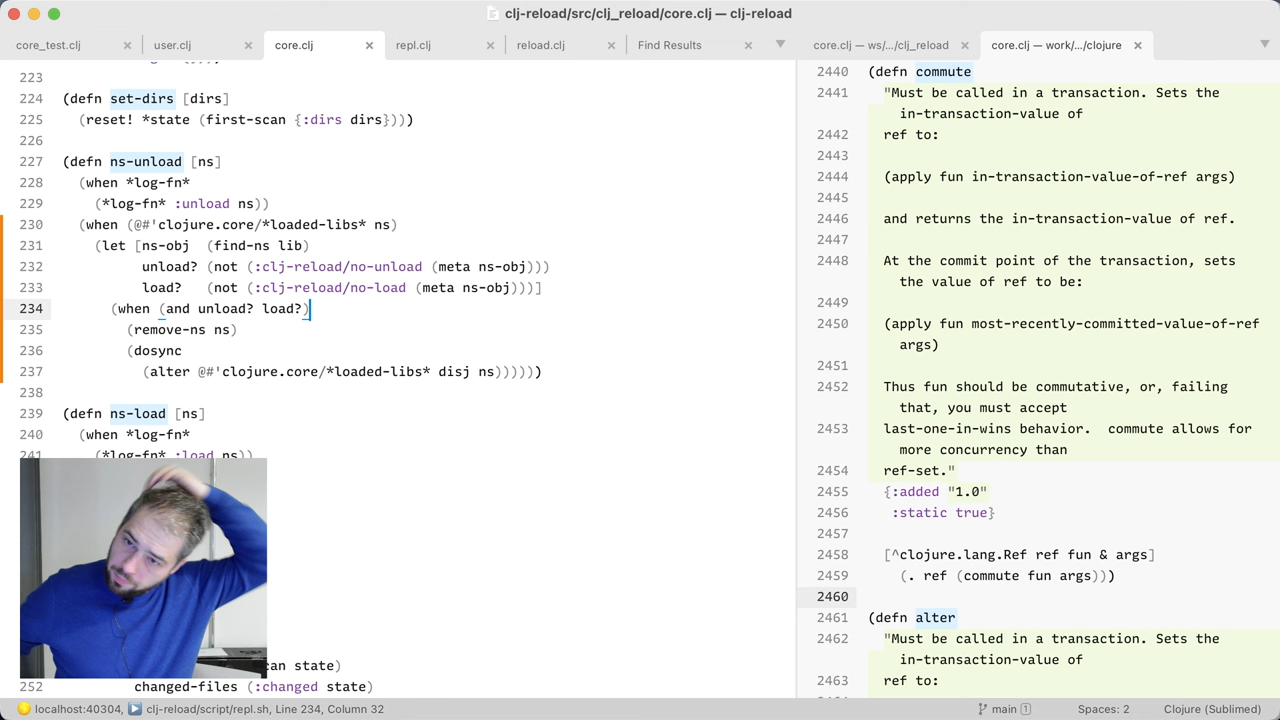 clj-reload/src/clj_reload/core.clj — clj-reload
core_test.clj × user.clj × core.clj × repl.clj × reload.clj × Find Results ×
core.clj — ws/.../clj_reload × core.clj — work/.../clojure ×
223
224 (defn set-dirs [dirs]
225 (reset! *state (first-scan {:dirs dirs})))
226
227 (defn ns-unload [ns]
228 (when *log-fn*
229 (*log-fn* :unload ns))
230 (when (@#'clojure.core/*loaded-libs* ns)
231 (let [ns-obj (find-ns lib)
232 unload? (not (:clj-reload/no-unload (meta ns-obj)))
233 load? (not (:clj-reload/no-load (meta ns-obj)))]
234 (when (and unload? load?)
235 (remove-ns ns)
236 (dosync
237 (alter @#'clojure.core/*loaded-libs* disj ns))))))
238
239 (defn ns-load [ns]
240 (when *log-fn*
241 (*log-fn* :load ns))
state)
252 changed-files (:changed state)
2440 (defn commute
2441 "Must be called in a transaction. Sets the
in-transaction-value of
2442 ref to:
2443
2444 (apply fun in-transaction-value-of-ref args)
2445
2446 and returns the in-transaction-value of ref.
2447
2448 At the commit point of the transaction, sets
the value of ref to be:
2449
2450 (apply fun most-recently-committed-value-of-ref
args)
2451
2452 Thus fun should be commutative, or, failing
that, you must accept
2453 last-one-in-wins behavior.  commute allows for
more concurrency than
2454 ref-set."
2455 {:added "1.0"
2456 :static true}
2457
2458 [^clojure.lang.Ref ref fun & args]
2459 (. ref (commute fun args)))
2460
2461 (defn alter
2462 "Must be called in a transaction. Sets the
in-transaction-value of
2463 ref to:
localhost:40304, clj-reload/script/repl.sh, Line 234, Column 32
main 1 Spaces: 2 Clojure (Sublimed)